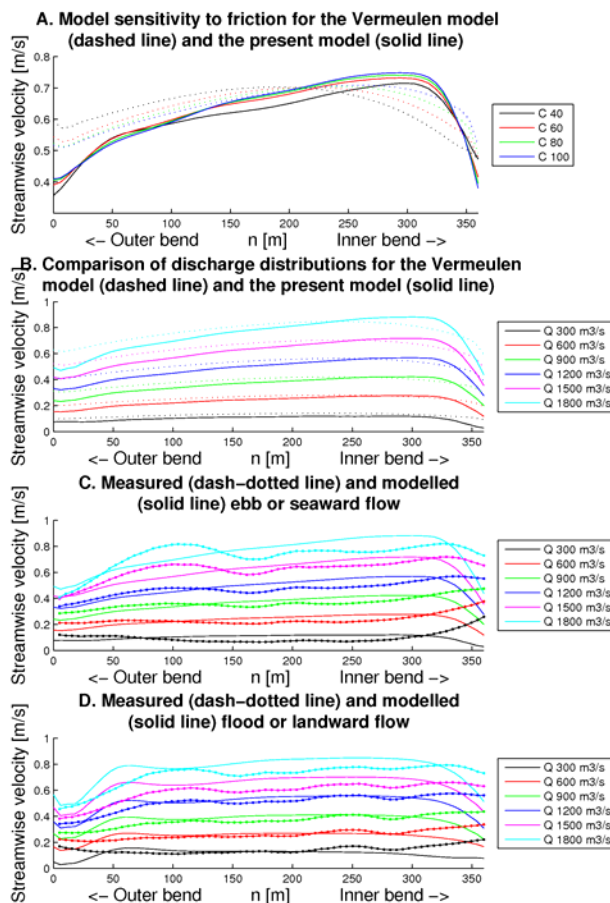 A. Model sensitivity to friction for the Vermeulen model
(dashed line) and the present model (solid line)
Streamwise velocity [m/s]
0.8
0.7
0.6
0.5
0.4
0 50 100 150 200 250 300 350
<- Outer bend n [m] Inner bend ->
C 40
C 60
C 80
C 100
B. Comparison of discharge distributions for the Vermeulen
model (dashed line) and the present model (solid line)
Streamwise velocity [m/s]
1
0.8
0.6
0.4
0.2
0
0 50 100 150 200 250 300 350
<- Outer bend n [m] Inner bend ->
Q 300 m3/s
Q 600 m3/s
Q 900 m3/s
Q 1200 m3/s
Q 1500 m3/s
Q 1800 m3/s
C. Measured (dash-dotted line) and modelled
(solid line) ebb or seaward flow
Streamwise velocity [m/s]
1
0.8
0.6
0.4
0.2
0
0 50 100 150 200 250 300 350
<- Outer bend n [m] Inner bend ->
Q 300 m3/s
Q 600 m3/s
Q 900 m3/s
Q 1200 m3/s
Q 1500 m3/s
Q 1800 m3/s
D. Measured (dash-dotted line) and modelled
(solid line) flood or landward flow
Streamwise velocity [m/s]
1
0.8
0.6
0.4
0.2
0
0 50 100 150 200 250 300 350
<- Outer bend n [m] Inner bend ->
Q 300 m3/s
Q 600 m3/s
Q 900 m3/s
Q 1200 m3/s
Q 1500 m3/s
Q 1800 m3/s